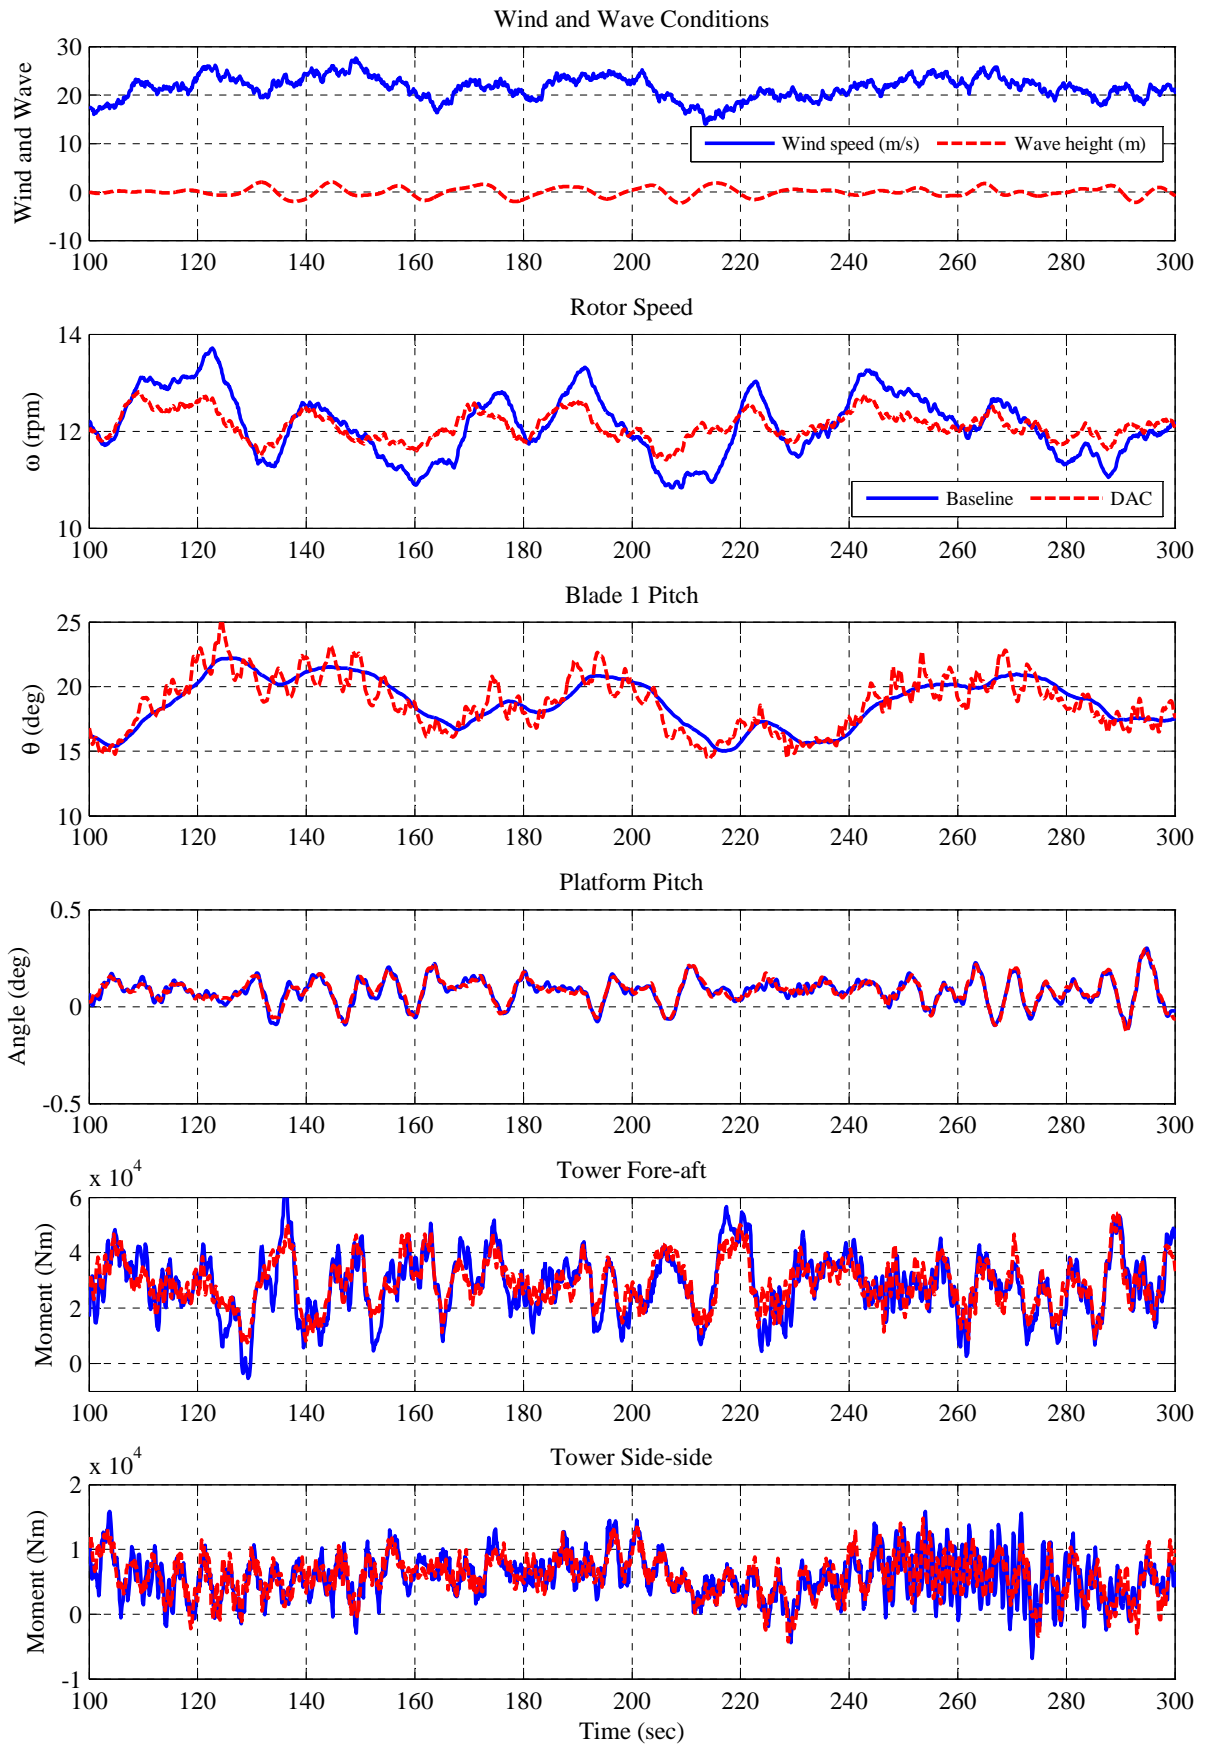 Wind and Wave Conditions
Wind and Wave
30
20
10
0
-10
Wind speed (m/s) Wave height (m)
100 120 140 160 180 200 220 240 260 280 300
Rotor Speed
ω (rpm)
14
12
10
Baseline DAC
100 120 140 160 180 200 220 240 260 280 300
Blade 1 Pitch
θ (deg)
25
20
15
10
100 120 140 160 180 200 220 240 260 280 300
Platform Pitch
Angle (deg)
0.5
0
-0.5
100 120 140 160 180 200 220 240 260 280 300
Tower Fore-aft
x 10^4
Moment (Nm)
6
4
2
0
100 120 140 160 180 200 220 240 260 280 300
Tower Side-side
x 10^4
Moment (Nm)
2
1
0
-1
100 120 140 160 180 200 220 240 260 280 300
Time (sec)